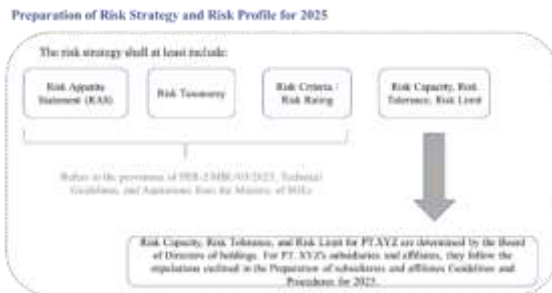 Preparation of Risk Strategy and Risk Profile for 2025
The risk strategy shall at least include:
Risk Appetite
Statement (RAS)
Risk Taxonomy
Risk Criteria /
Risk Rating
Risk Capacity, Risk
Tolerance, Risk Limit
Refers to the provisions of PER-2/MBU/03/2023, Technical
Guidelines, and Aspirations from the Ministry of SOEs
Risk Capacity, Risk Tolerance, and Risk Limit for PT.XYZ are determined by the Board
of Directors of holdings. For PT. XYZ's subsidiaries and affiliates, they follow the
regulations outlined in the Preparation of subsidiaries and affiliates Guideline and
Procedures for 2025.